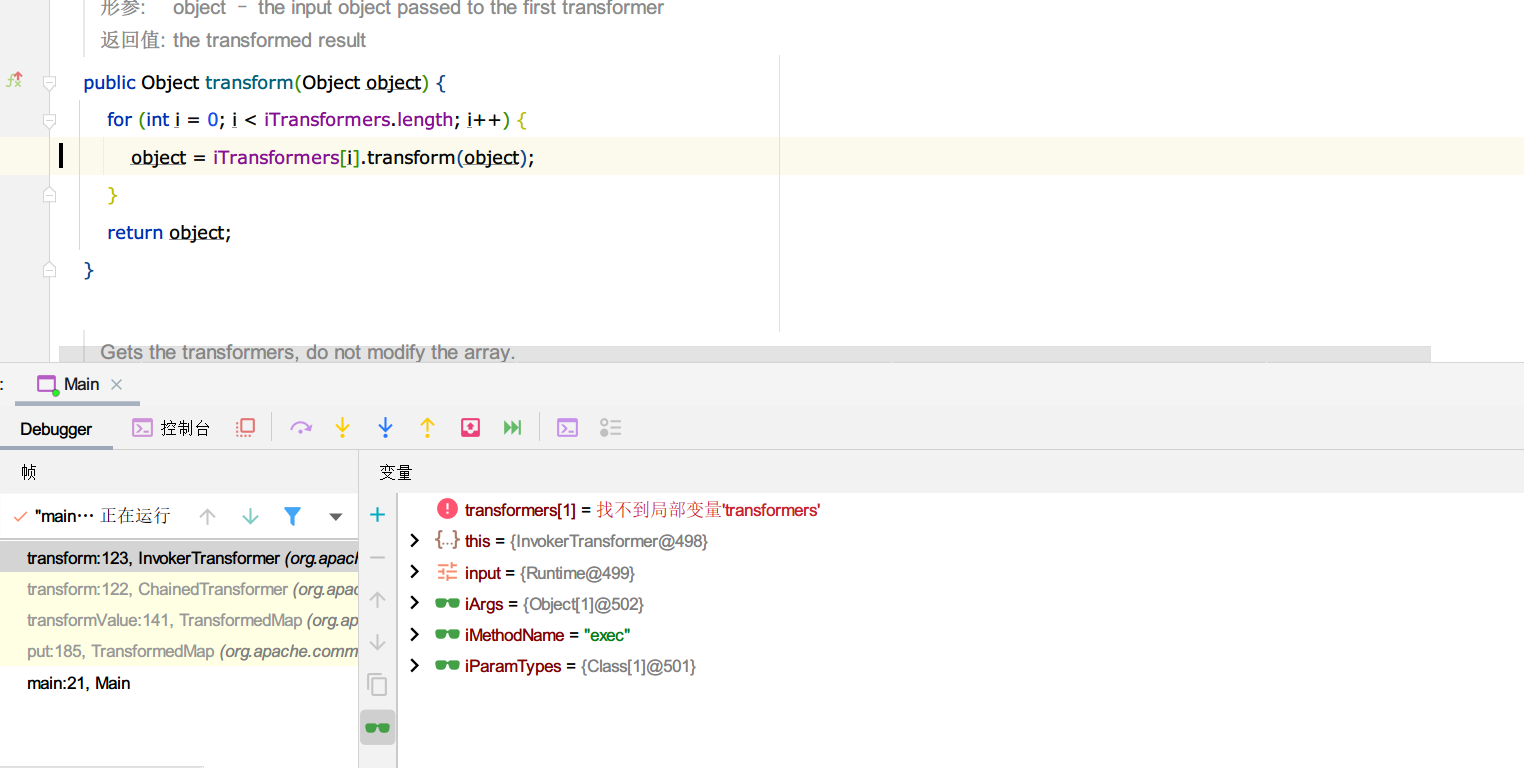 形参: object – the input object passed to the first transformer
返回值: the transformed result
public Object transform(Object object) {
for (int i = 0; i < iTransformers.length; i++) {
object = iTransformers[i].transform(object);
}
return object;
}
Gets the transformers, do not modify the array.
: Main
Debugger 控制台
帧
变量
"main… 正在运行
transform:123, InvokerTransformer (org.apach
transform:122, ChainedTransformer (org.apac
transformValue:141, TransformedMap (org.ap
put:185, TransformedMap (org.apache.comm
main:21, Main
transformers[1] = 找不到局部变量'transformers'
this = {InvokerTransformer@498}
input = {Runtime@499}
iArgs = {Object[1]@502}
iMethodName = "exec"
iParamTypes = {Class[1]@501}